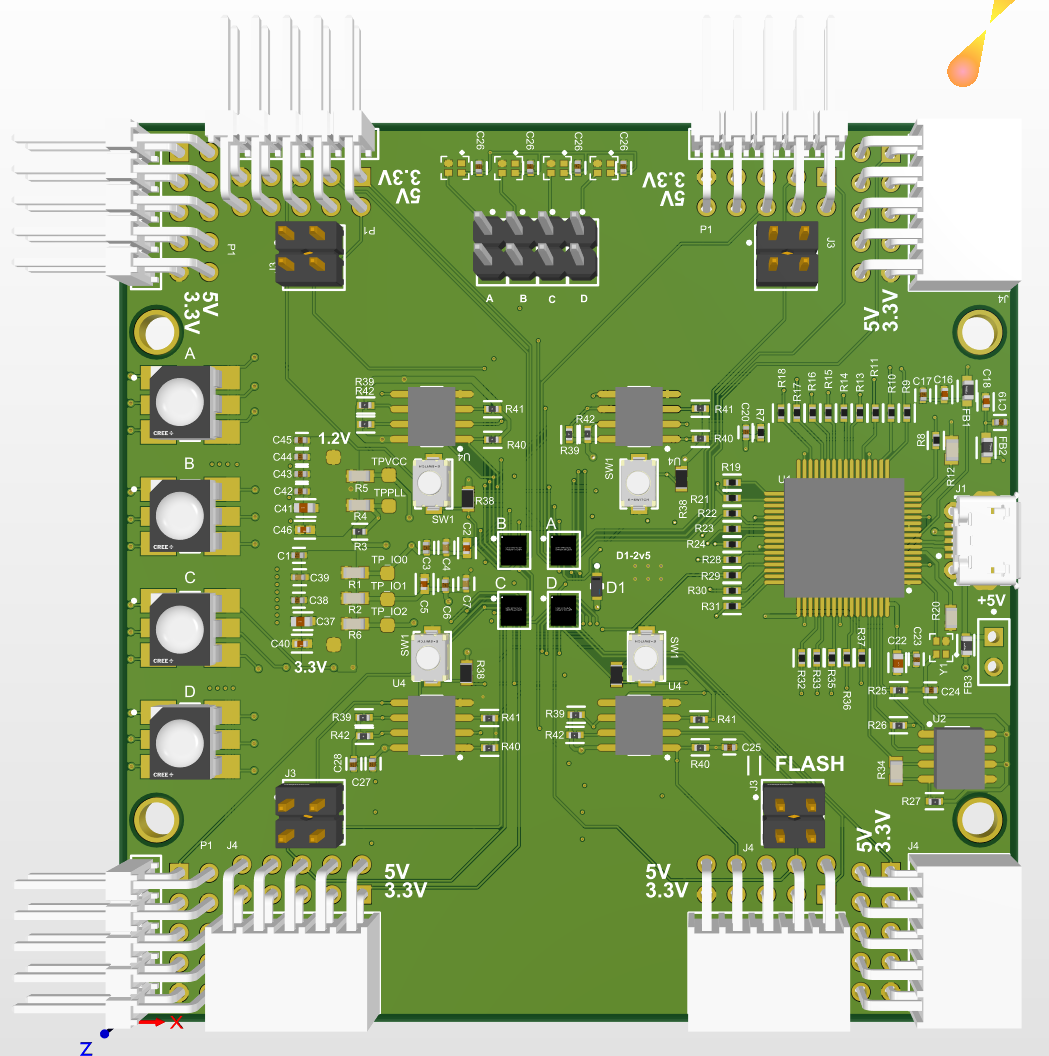 C26
C26
C26
C26
5V
3.3V
5V
3.3V
P1
P1
P1
J3
J4
A B C D
5V
3.3V
5V
3.3V
A
B
C
D
CREE
CREE
CREE
CREE
R39
R42
R41
R40
U4
SW1
R38
R42
R39
R41
R40
U4
SW1
R38
C45
C44
C43
C42
C41
C46
1.2V
TPVCC
TPPLL
R5
R4
R3
C1
C39
C38
C37
C40
3.3V
TP_IO0
TP_IO1
TP_IO2
R1
R2
R6
C3
C4
C2
C5
C6
C7
B
A
C
D
D1-2v5
D1
R18
R17
R16
R15
R14
R13
R11
R10
R9
C17
C16
FB1
C18
C19
FB2
C20
R7
R8
R12
J1
R19
R21
R22
R23
R24
R28
R29
R30
R31
+5V
R20
R32
R33
R35
R36
R37
C22
C23
Y1
FB3
R25
C24
R26
U2
R34
R27
SW1
R38
U4
R39
R42
R41
R40
C28
C27
SW1
U4
R39
R42
R41
R40
C25
FLASH
J3
J3
P1
J4
5V
3.3V
5V
3.3V
J4
5V
3.3V
J4
X
Z